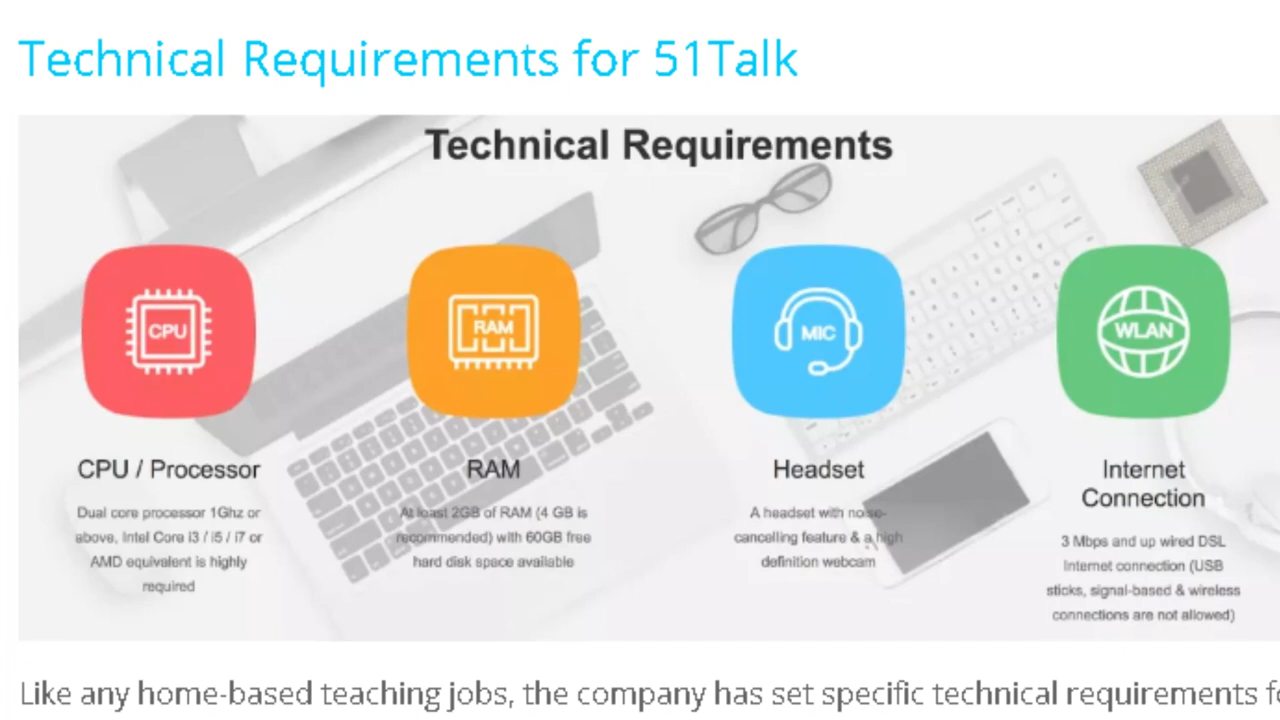 Technical Requirements for 51Talk
Technical Requirements
CPU
RAM
MIC
WLAN
CPU / Processor
Dual core processor 1Ghz or
above, Intel Core i3 / i5 / i7 or
AMD equivalent is highly
required
RAM
At least 2GB of RAM (4 GB is
recommended) with 60GB free
hard disk space available
Headset
A headset with noise-
cancelling feature & a high
definition webcam
Internet
Connection
3 Mbps and up wired DSL
Internet connection (USB
sticks, signal-based & wireless
connections are not allowed)
Like any home-based teaching jobs, the company has set specific technical requirements